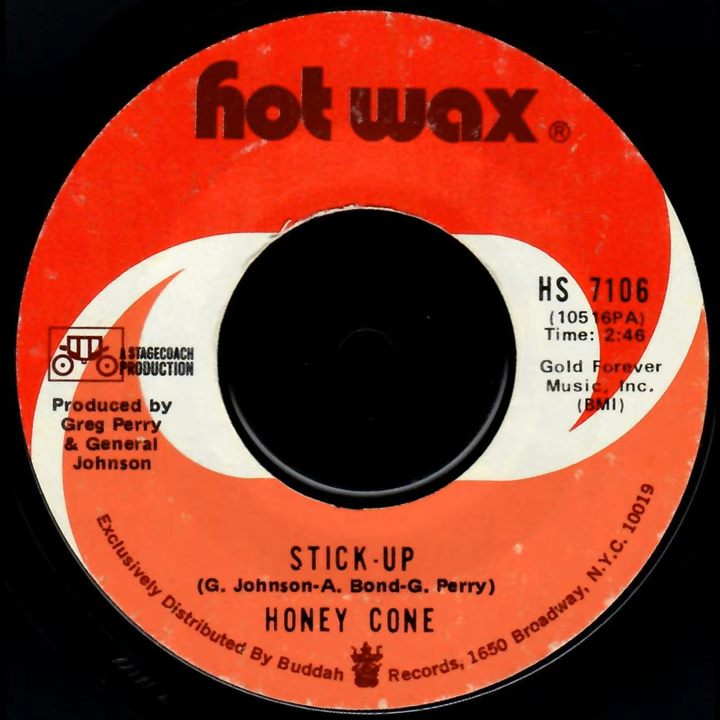 hot wax®
HS 7106
(10516PA)
Time: 2:46
Gold Forever
Music, Inc.
(BMI)
A STAGECOACH
PRODUCTION
Produced by
Greg Perry
& General
Johnson
STICK-UP
(G. Johnson-A. Bond-G. Perry)
HONEY CONE
Exclusively Distributed By Buddah Records, 1650 Broadway, N.Y.C. 10019